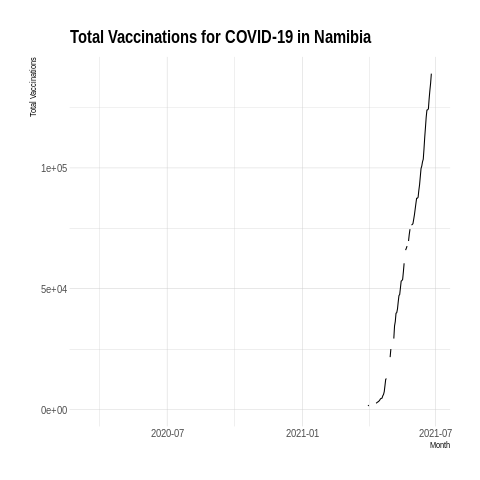 Total Vaccinations for COVID-19 in Namibia
Total Vaccinations
1e+05
5e+04
0e+00
2020-07
2021-01
2021-07
Month